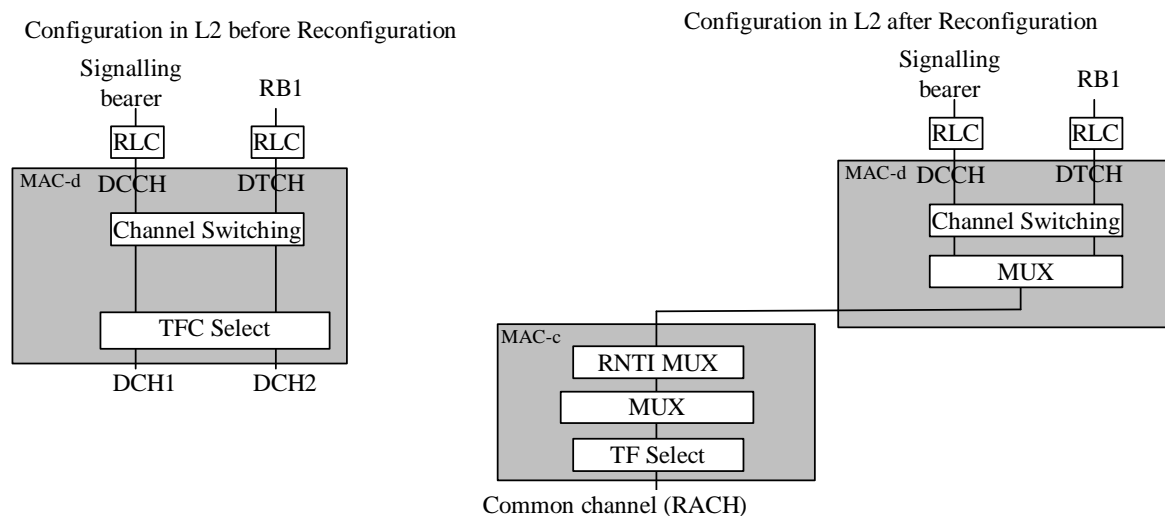 Configuration in L2 before Reconfiguration
Signalling
bearer
RB1
RLC
RLC
MAC-d
DCCH
DTCH
Channel Switching
TFC Select
DCH1
DCH2
Configuration in L2 after Reconfiguration
Signalling
bearer
RB1
RLC
RLC
MAC-d
DCCH
DTCH
Channel Switching
MUX
MAC-c
RNTI MUX
MUX
TF Select
Common channel (RACH)